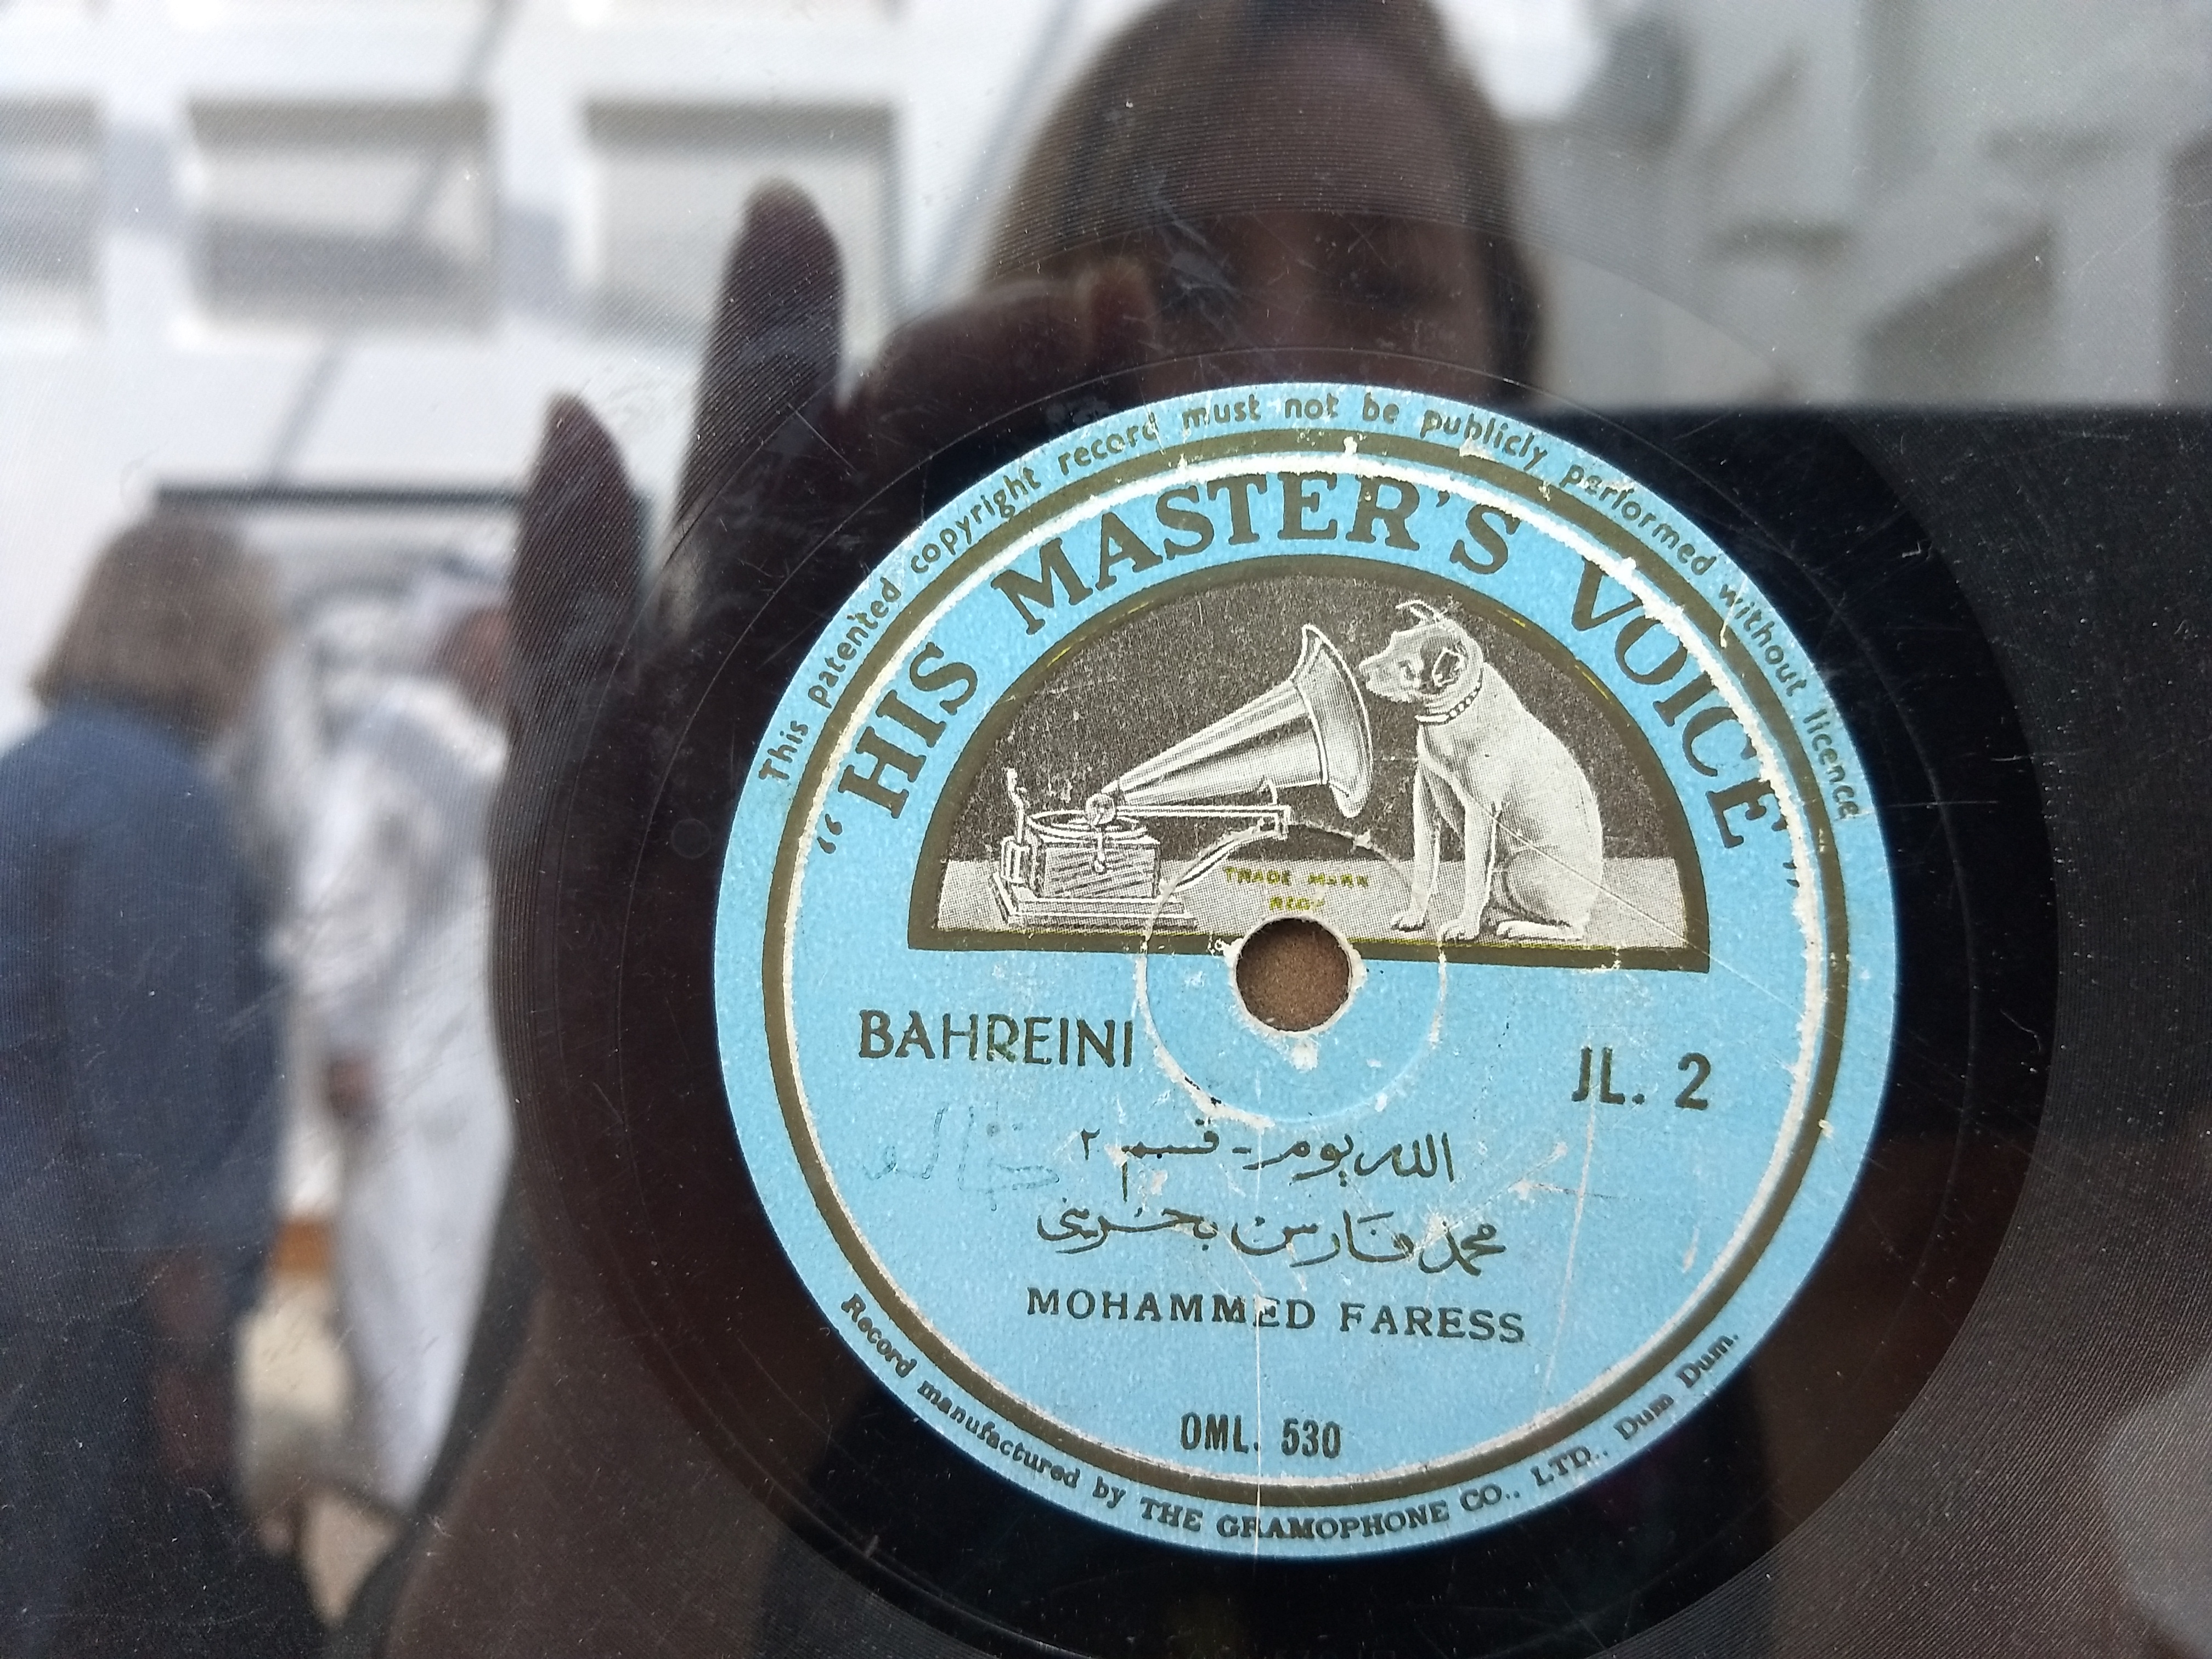 This patented copyright record must not be publicly performed without licence
“HIS MASTER'S VOICE”
TRADE MARK
REGD
BAHREINI
JL. 2
الله يوم - قسم ٢
محمد فارس بحريني
MOHAMMED FARESS
OML. 530
Record manufactured by THE GRAMOPHONE CO., LTD., Dum Dum.